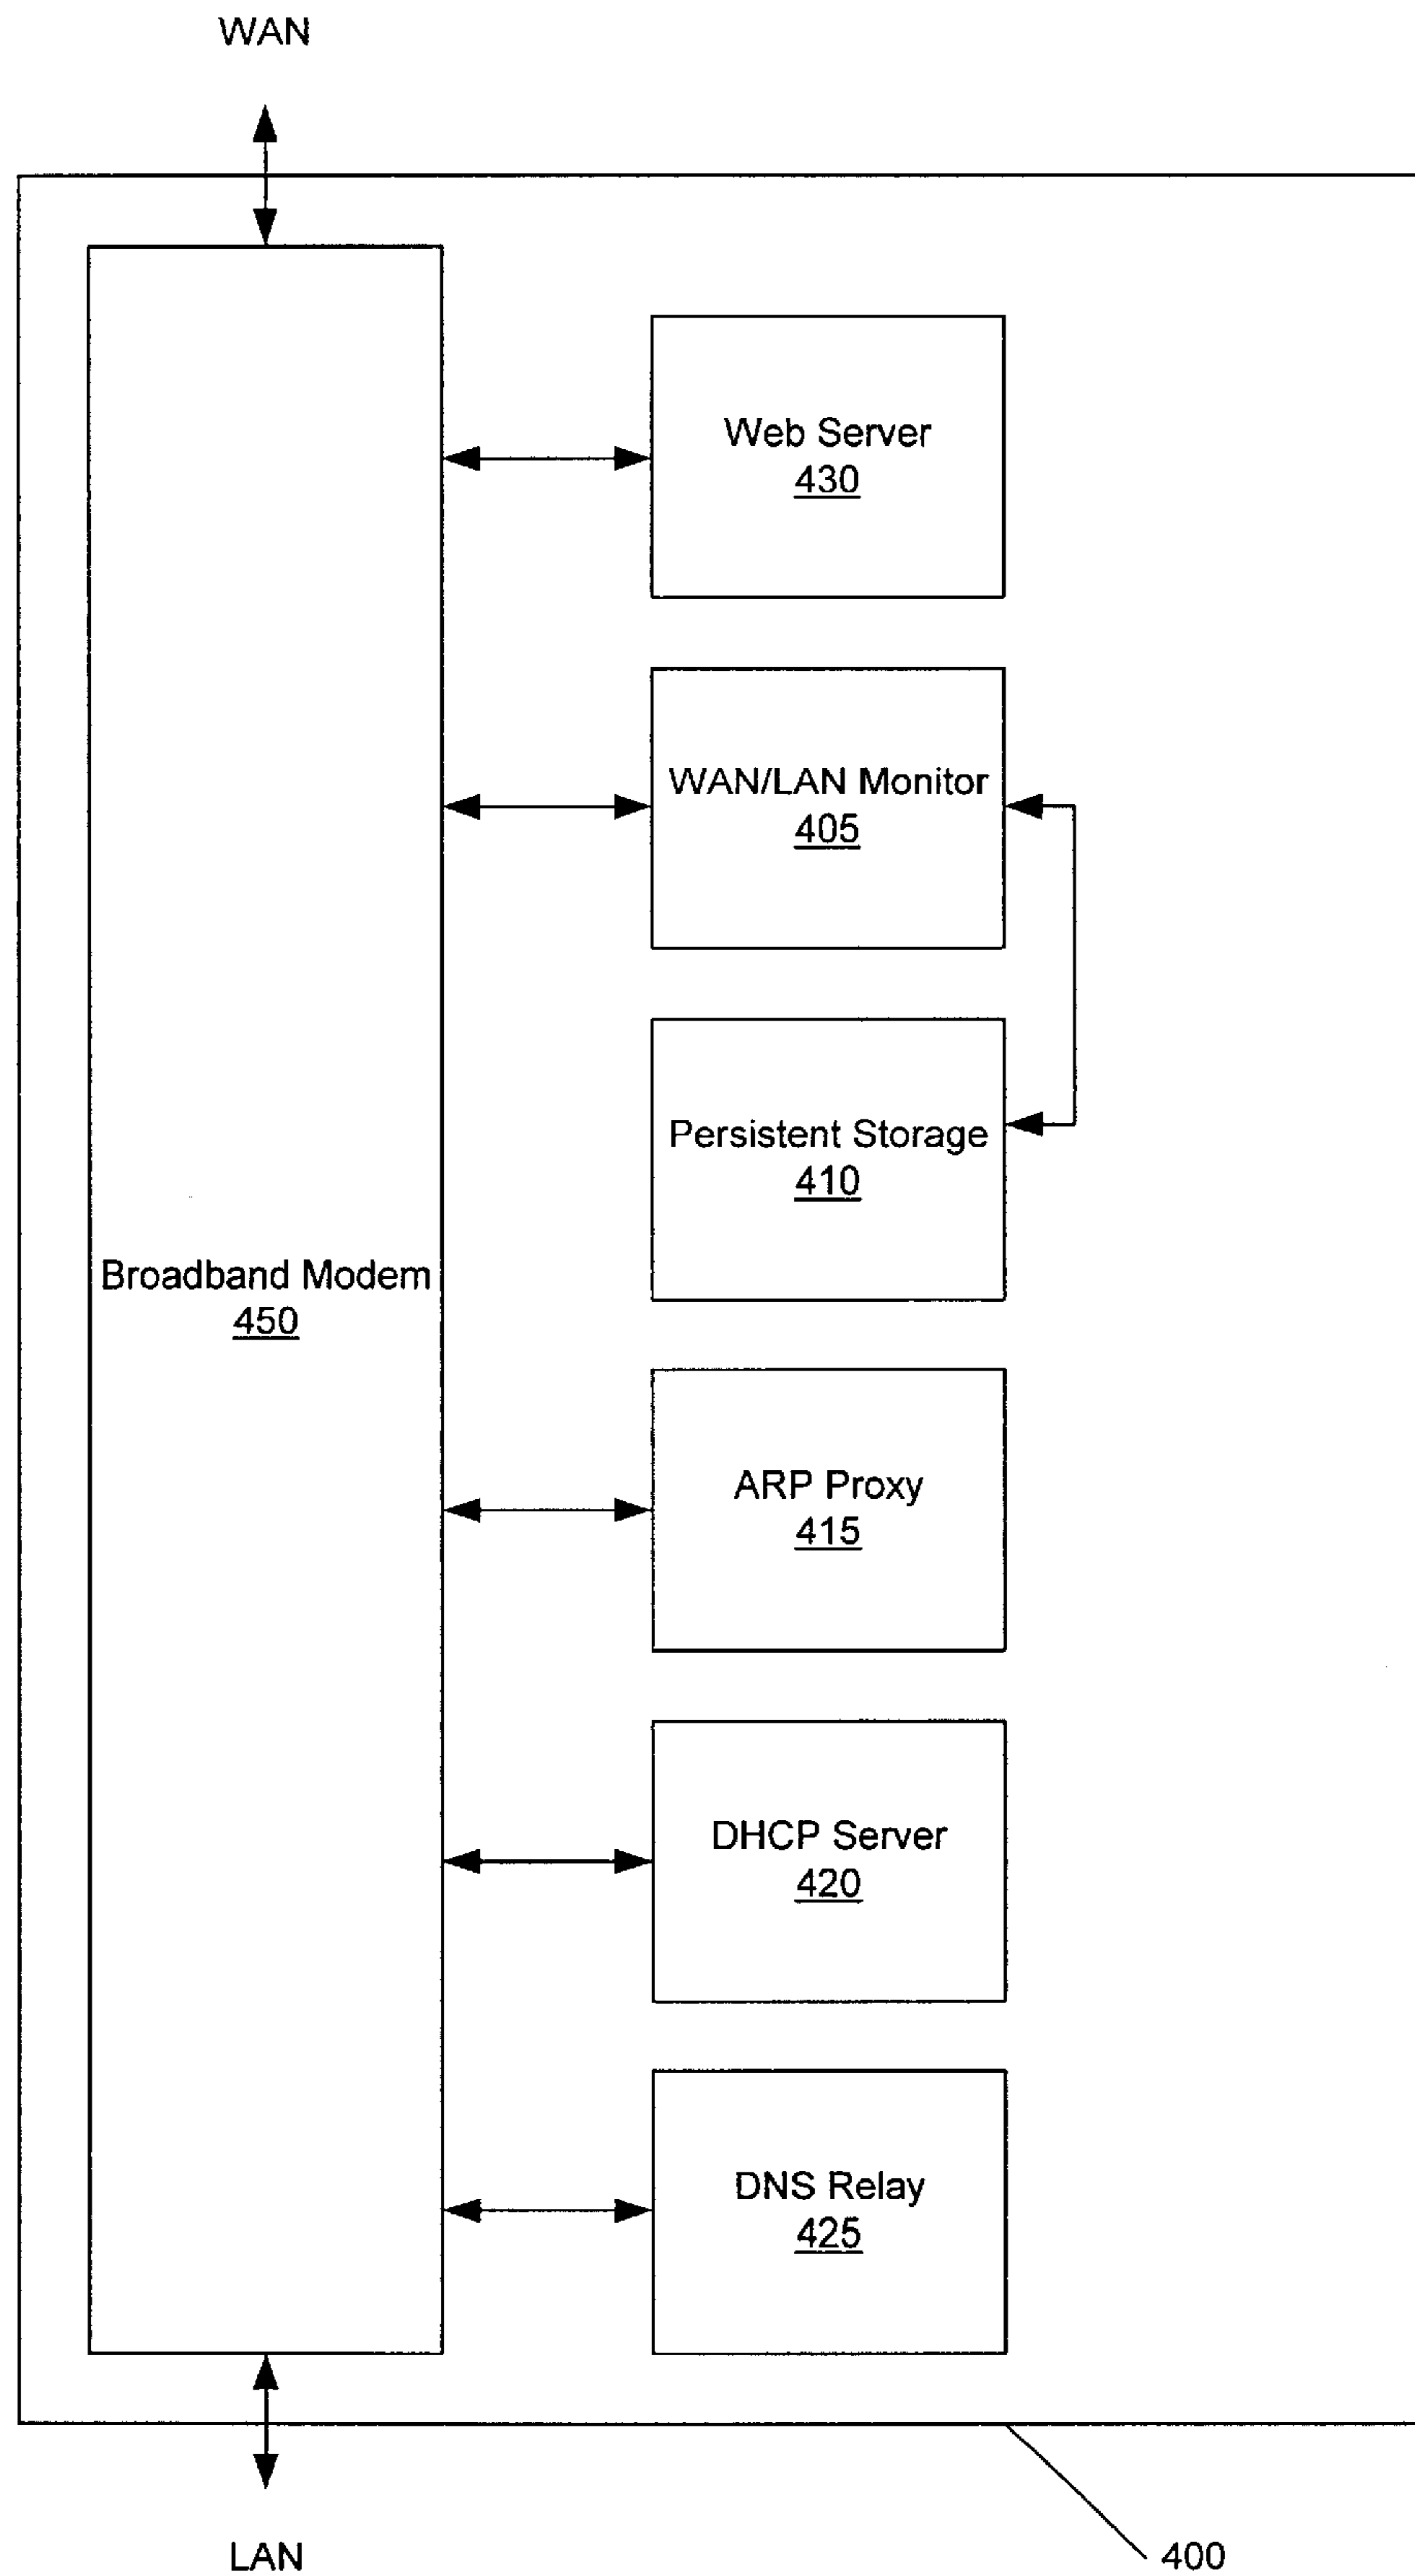 WAN
Web Server
430
WAN/LAN Monitor
405
Persistent Storage
410
Broadband Modem
450
ARP Proxy
415
DHCP Server
420
DNS Relay
425
LAN
400